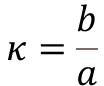 κ = b/a